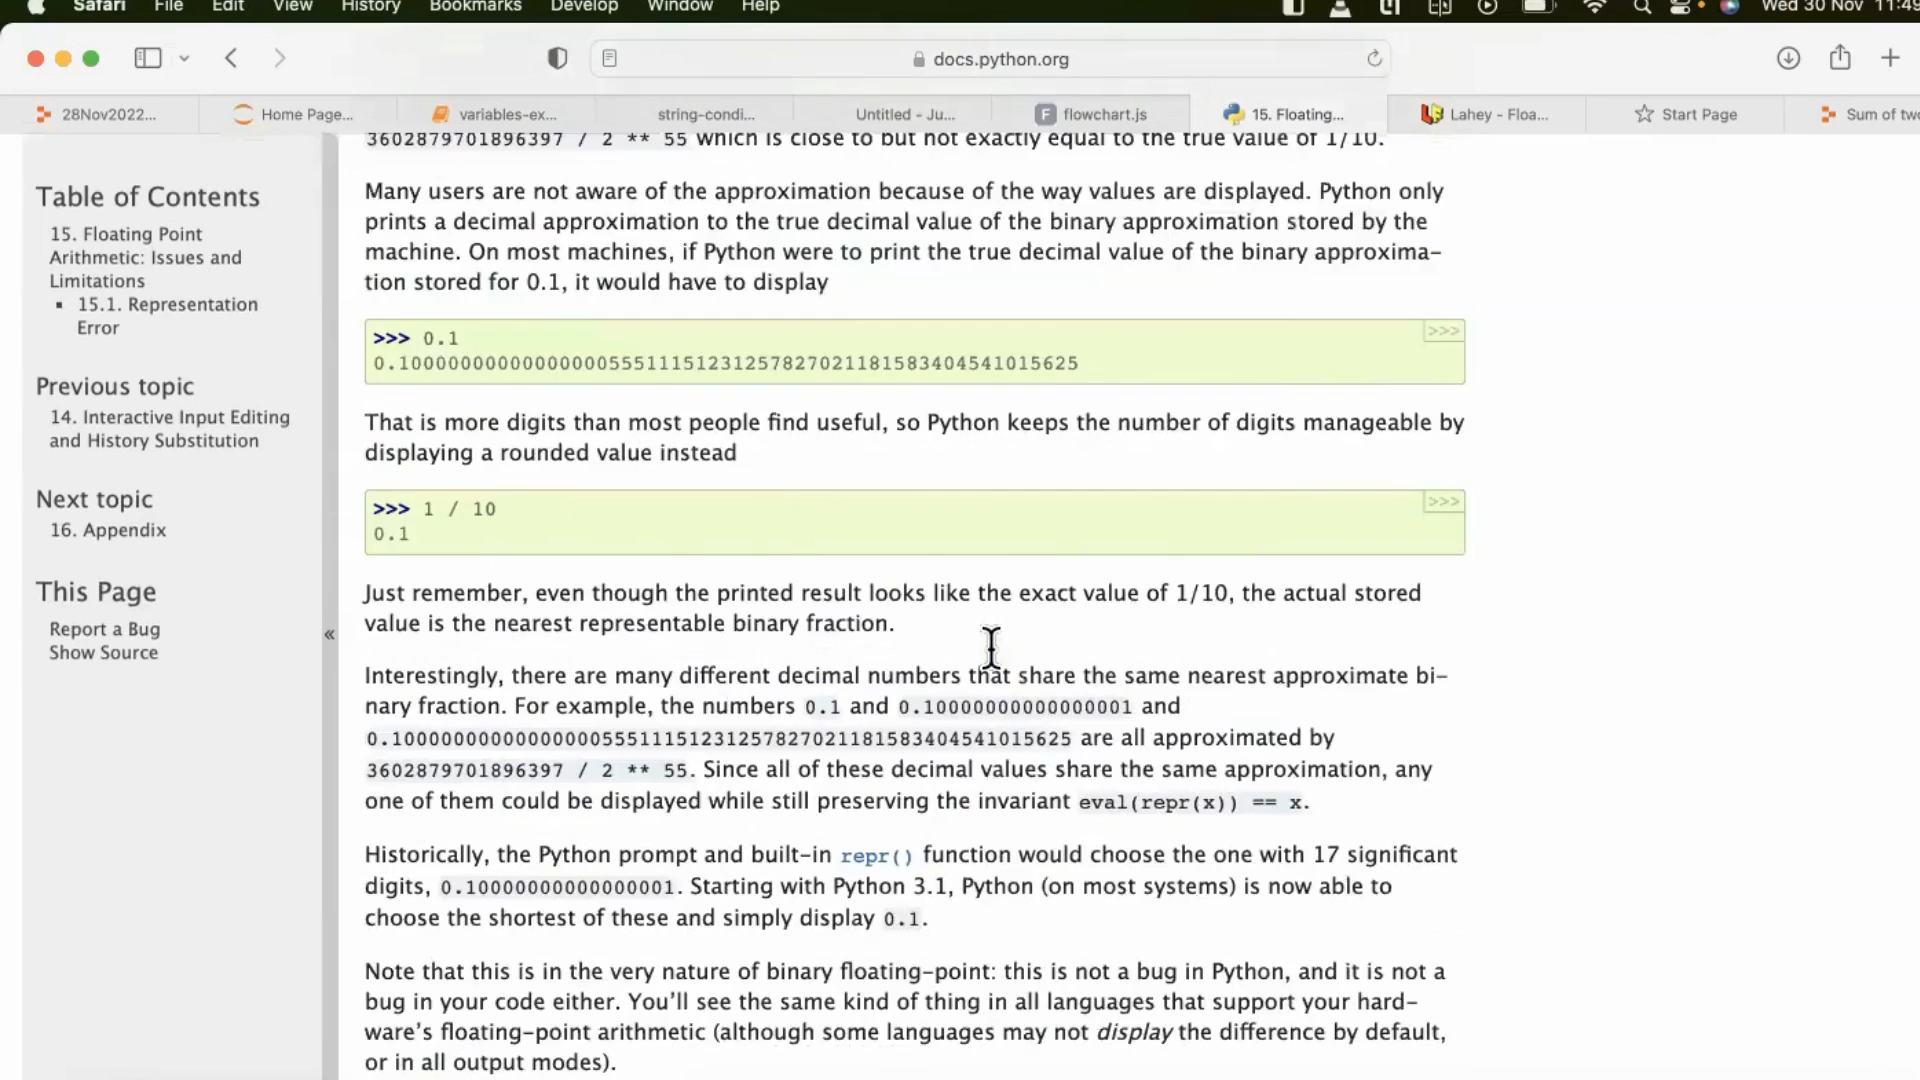 Safari File Edit View History Bookmarks Develop Window Help Wed 30 Nov 11:49
docs.python.org
28Nov2022... Home Page... variables-ex... string-condi... Untitled - Ju... flowchart.js 15. Floating... Lahey - Floa... Start Page Sum of two
3602879701896397 / 2 ** 55 which is close to but not exactly equal to the true value of 1/10.
Table of Contents
15. Floating Point
Arithmetic: Issues and
Limitations
15.1. Representation
Error
Previous topic
14. Interactive Input Editing
and History Substitution
Next topic
16. Appendix
This Page
Report a Bug
Show Source
«
Many users are not aware of the approximation because of the way values are displayed. Python only
prints a decimal approximation to the true decimal value of the binary approximation stored by the
machine. On most machines, if Python were to print the true decimal value of the binary approxima-
tion stored for 0.1, it would have to display
>>> 0.1 >>>
0.1000000000000000055511151231257827021181583404541015625
That is more digits than most people find useful, so Python keeps the number of digits manageable by
displaying a rounded value instead
>>> 1 / 10 >>>
0.1
Just remember, even though the printed result looks like the exact value of 1/10, the actual stored
value is the nearest representable binary fraction.
Interestingly, there are many different decimal numbers that share the same nearest approximate bi-
nary fraction. For example, the numbers 0.1 and 0.10000000000000001 and
0.1000000000000000055511151231257827021181583404541015625 are all approximated by
3602879701896397 / 2 ** 55. Since all of these decimal values share the same approximation, any
one of them could be displayed while still preserving the invariant eval(repr(x)) == x.
Historically, the Python prompt and built-in repr() function would choose the one with 17 significant
digits, 0.10000000000000001. Starting with Python 3.1, Python (on most systems) is now able to
choose the shortest of these and simply display 0.1.
Note that this is in the very nature of binary floating-point: this is not a bug in Python, and it is not a
bug in your code either. You'll see the same kind of thing in all languages that support your hard-
ware's floating-point arithmetic (although some languages may not display the difference by default,
or in all output modes).